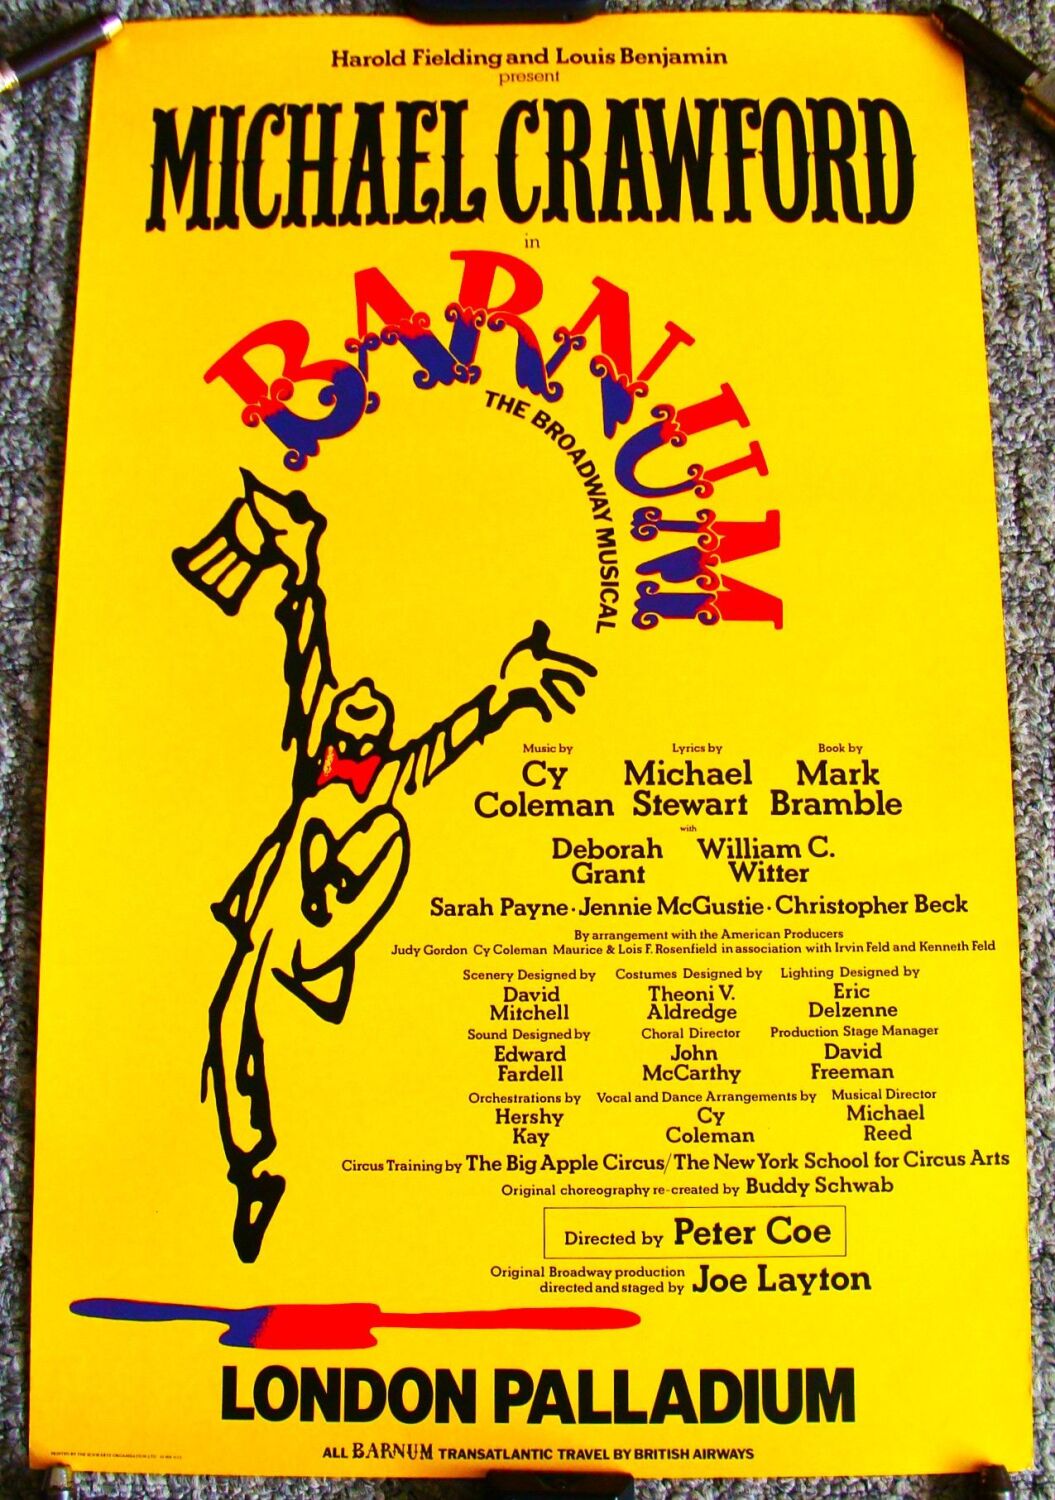 Harold Fielding and Louis Benjamin
present
MICHAEL CRAWFORD
in
BARNUM
THE BROADWAY MUSICAL
Music by Lyrics by Book by
Cy Michael Mark
Coleman Stewart Bramble
with
Deborah William C.
Grant Witter
Sarah Payne · Jennie McGustie · Christopher Beck
By arrangement with the American Producers
Judy Gordon Cy Coleman Maurice & Lois F. Rosenfield in association with Irvin Feld and Kenneth Feld
Scenery Designed by Costumes Designed by Lighting Designed by
David Theoni V. Eric
Mitchell Aldredge Delzenne
Sound Designed by Choral Director Production Stage Manager
Edward John David
Fardell McCarthy Freeman
Orchestrations by Vocal and Dance Arrangements by Musical Director
Hershy Cy Michael
Kay Coleman Reed
Circus Training by The Big Apple Circus/The New York School for Circus Arts
Original choreography re-created by Buddy Schwab
Directed by Peter Coe
Original Broadway production
directed and staged by Joe Layton
LONDON PALLADIUM
ALL BARNUM TRANSATLANTIC TRAVEL BY BRITISH AIRWAYS